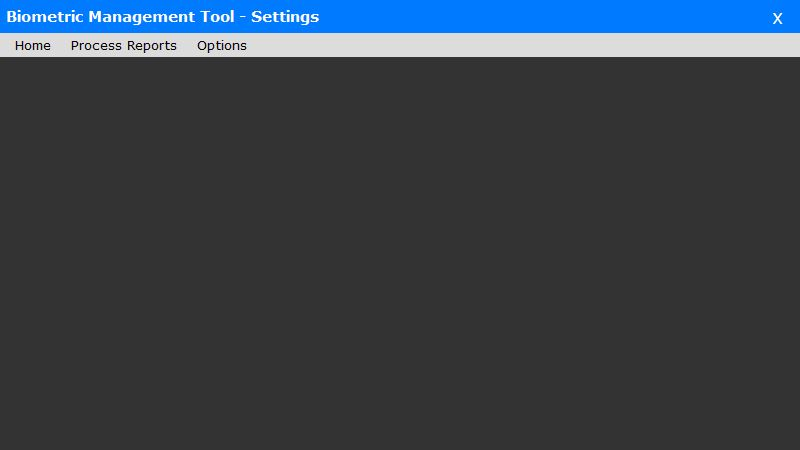 Biometric Management Tool - Settings X
Home Process Reports Options